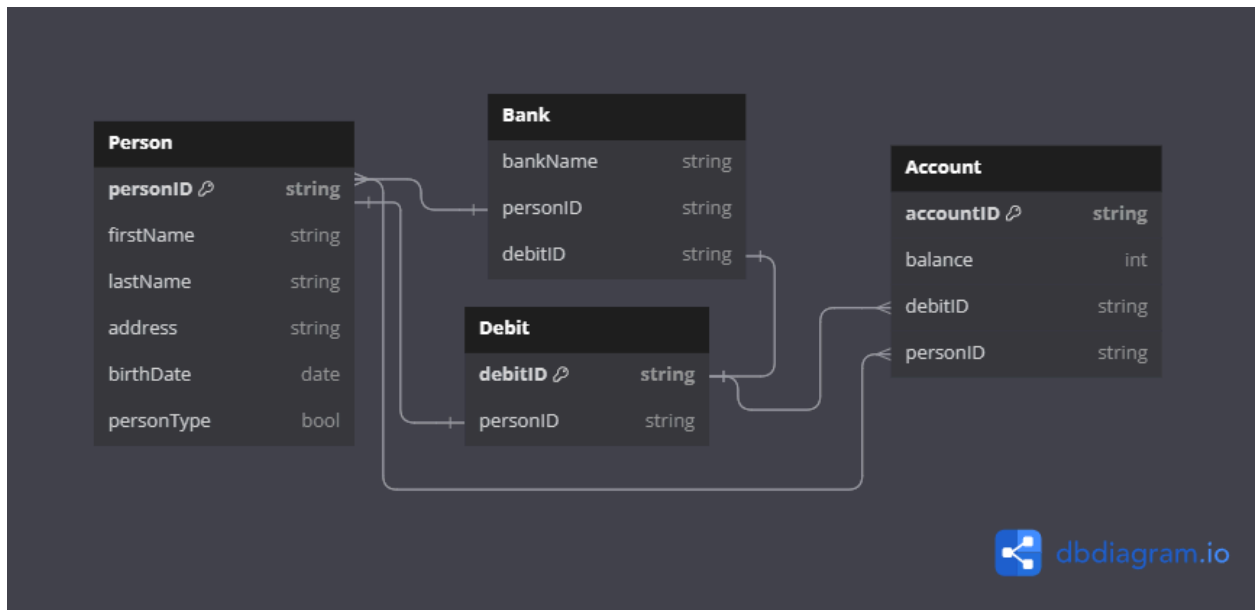 Person
personID string
firstName string
lastName string
address string
birthDate date
personType bool
Bank
bankName string
personID string
debitID string
Debit
debitID string
personID string
Account
accountID string
balance int
debitID string
personID string
dbdiagram.io